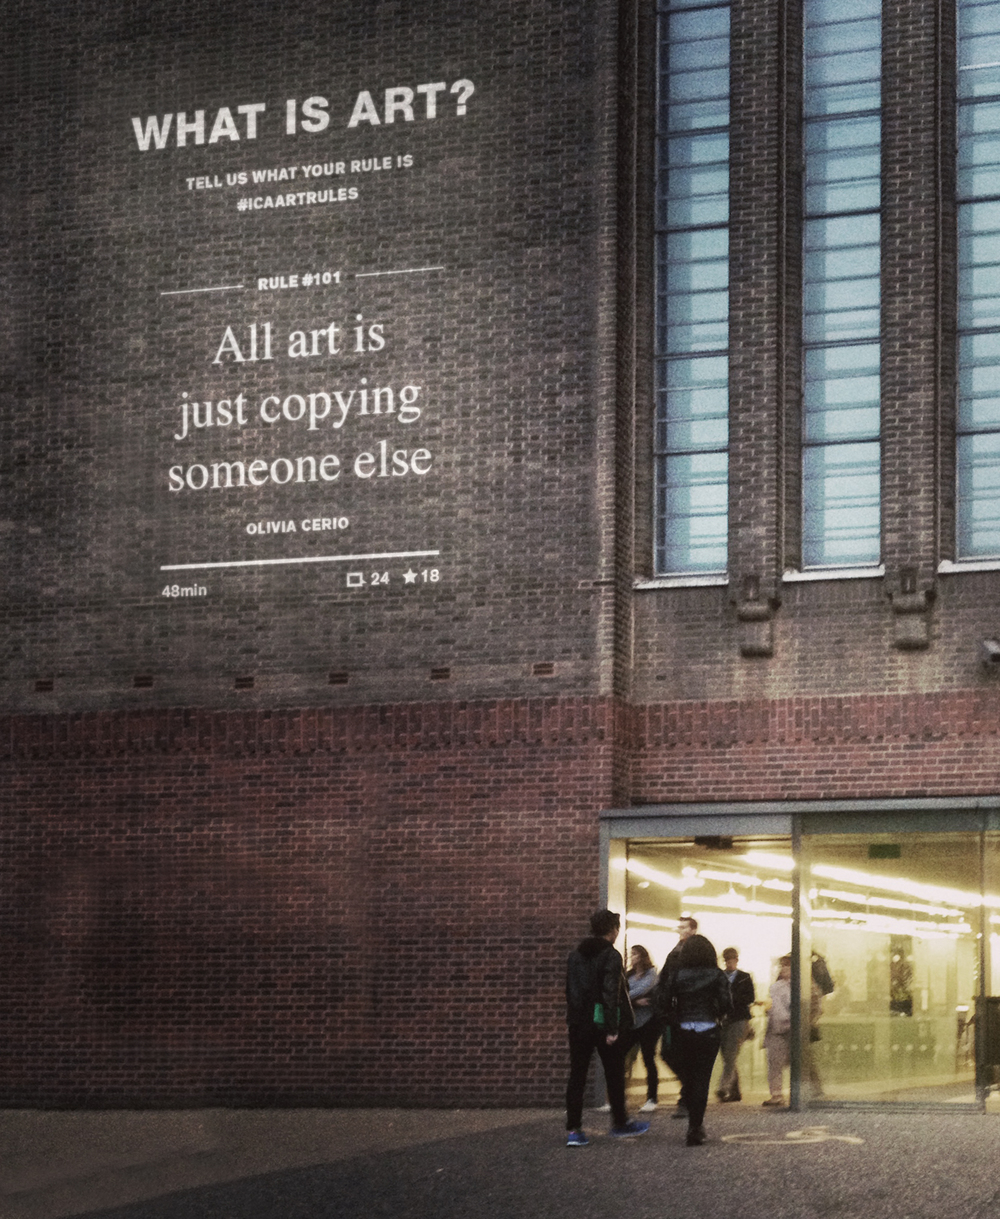 WHAT IS ART?
TELL US WHAT YOUR RULE IS
#ICAARTRULES
RULE #101
All art is
just copying
someone else
OLIVIA CERIO
48min 24 18